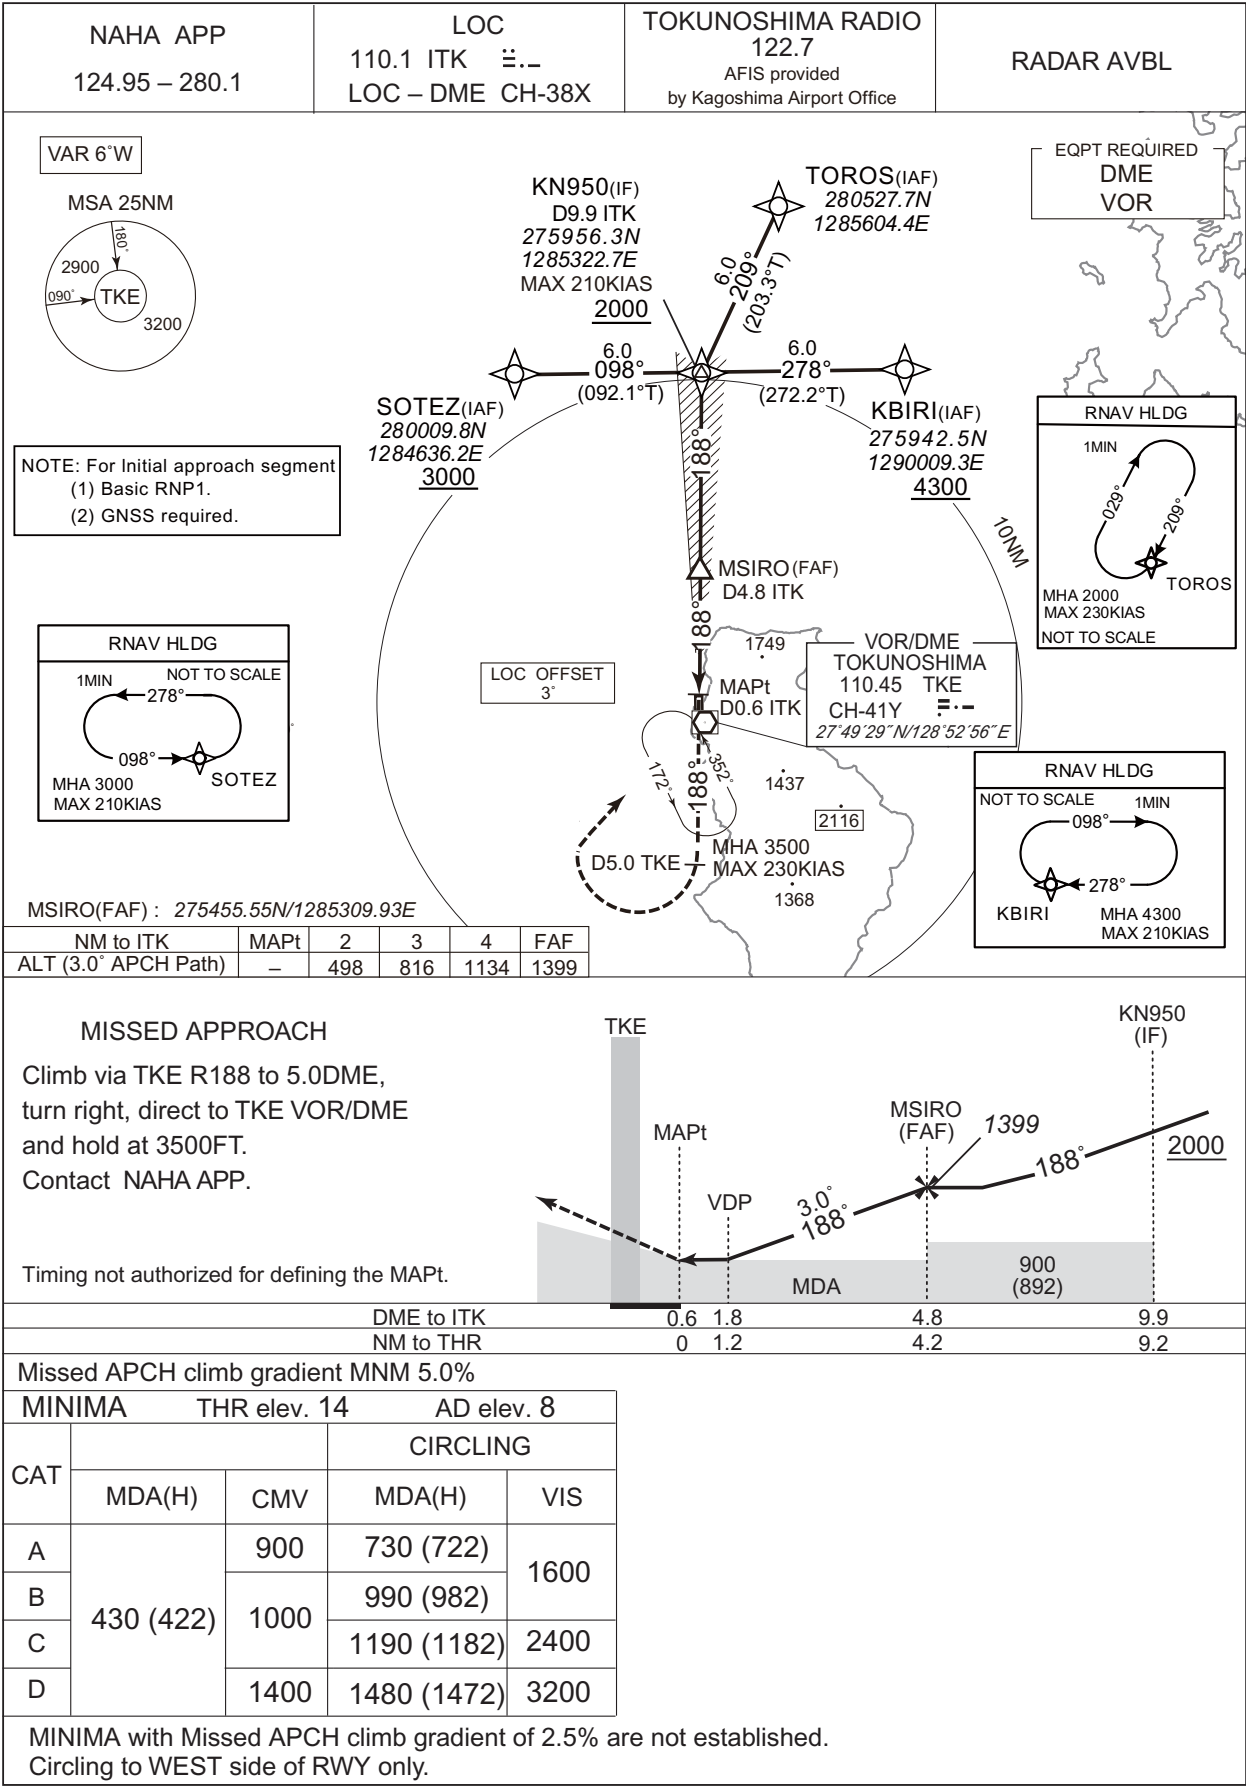 NAHA APP
124.95 – 280.1
LOC
110.1 ITK
LOC – DME CH-38X
TOKUNOSHIMA RADIO
122.7
AFIS provided
by Kagoshima Airport Office
RADAR AVBL
VAR 6°W
MSA 25NM
180°
2900
090°
TKE
3200
KN950(IF)
D9.9 ITK
275956.3N
1285322.7E
MAX 210KIAS
2000
TOROS(IAF)
280527.7N
1285604.4E
EQPT REQUIRED
DME
VOR
6.0
209°
(203.3°T)
6.0
098°
(092.1°T)
6.0
278°
(272.2°T)
SOTEZ(IAF)
280009.8N
1284636.2E
3000
KBIRI(IAF)
275942.5N
1290009.3E
4300
NOTE: For Initial approach segment
(1) Basic RNP1.
(2) GNSS required.
188°
10NM
RNAV HLDG
1MIN
029°
209°
TOROS
MHA 2000
MAX 230KIAS
NOT TO SCALE
MSIRO(FAF)
D4.8 ITK
188°
RNAV HLDG
NOT TO SCALE
1MIN
278°
098°
SOTEZ
MHA 3000
MAX 210KIAS
LOC OFFSET
3°
1749
MAPt
D0.6 ITK
VOR/DME
TOKUNOSHIMA
110.45 TKE
CH-41Y
27°49′29″N/128°52′56″E
172°
188°
352°
1437
2116
D5.0 TKE
MHA 3500
MAX 230KIAS
1368
RNAV HLDG
NOT TO SCALE
1MIN
098°
278°
KBIRI
MHA 4300
MAX 210KIAS
MSIRO(FAF) : 275455.55N/1285309.93E
NM to ITK MAPt 2 3 4 FAF
ALT (3.0° APCH Path) – 498 816 1134 1399
MISSED APPROACH
Climb via TKE R188 to 5.0DME,
turn right, direct to TKE VOR/DME
and hold at 3500FT.
Contact NAHA APP.
Timing not authorized for defining the MAPt.
TKE
MAPt
VDP
3.0°
188°
MSIRO
(FAF)
1399
188°
KN950
(IF)
2000
MDA
900
(892)
DME to ITK 0.6 1.8 4.8 9.9
NM to THR 0 1.2 4.2 9.2
Missed APCH climb gradient MNM 5.0%
MINIMA THR elev. 14 AD elev. 8
CAT
CIRCLING
MDA(H) CMV MDA(H) VIS
A 430 (422) 900 730 (722) 1600
B 1000 990 (982)
C 1190 (1182) 2400
D 1400 1480 (1472) 3200
MINIMA with Missed APCH climb gradient of 2.5% are not established.
Circling to WEST side of RWY only.